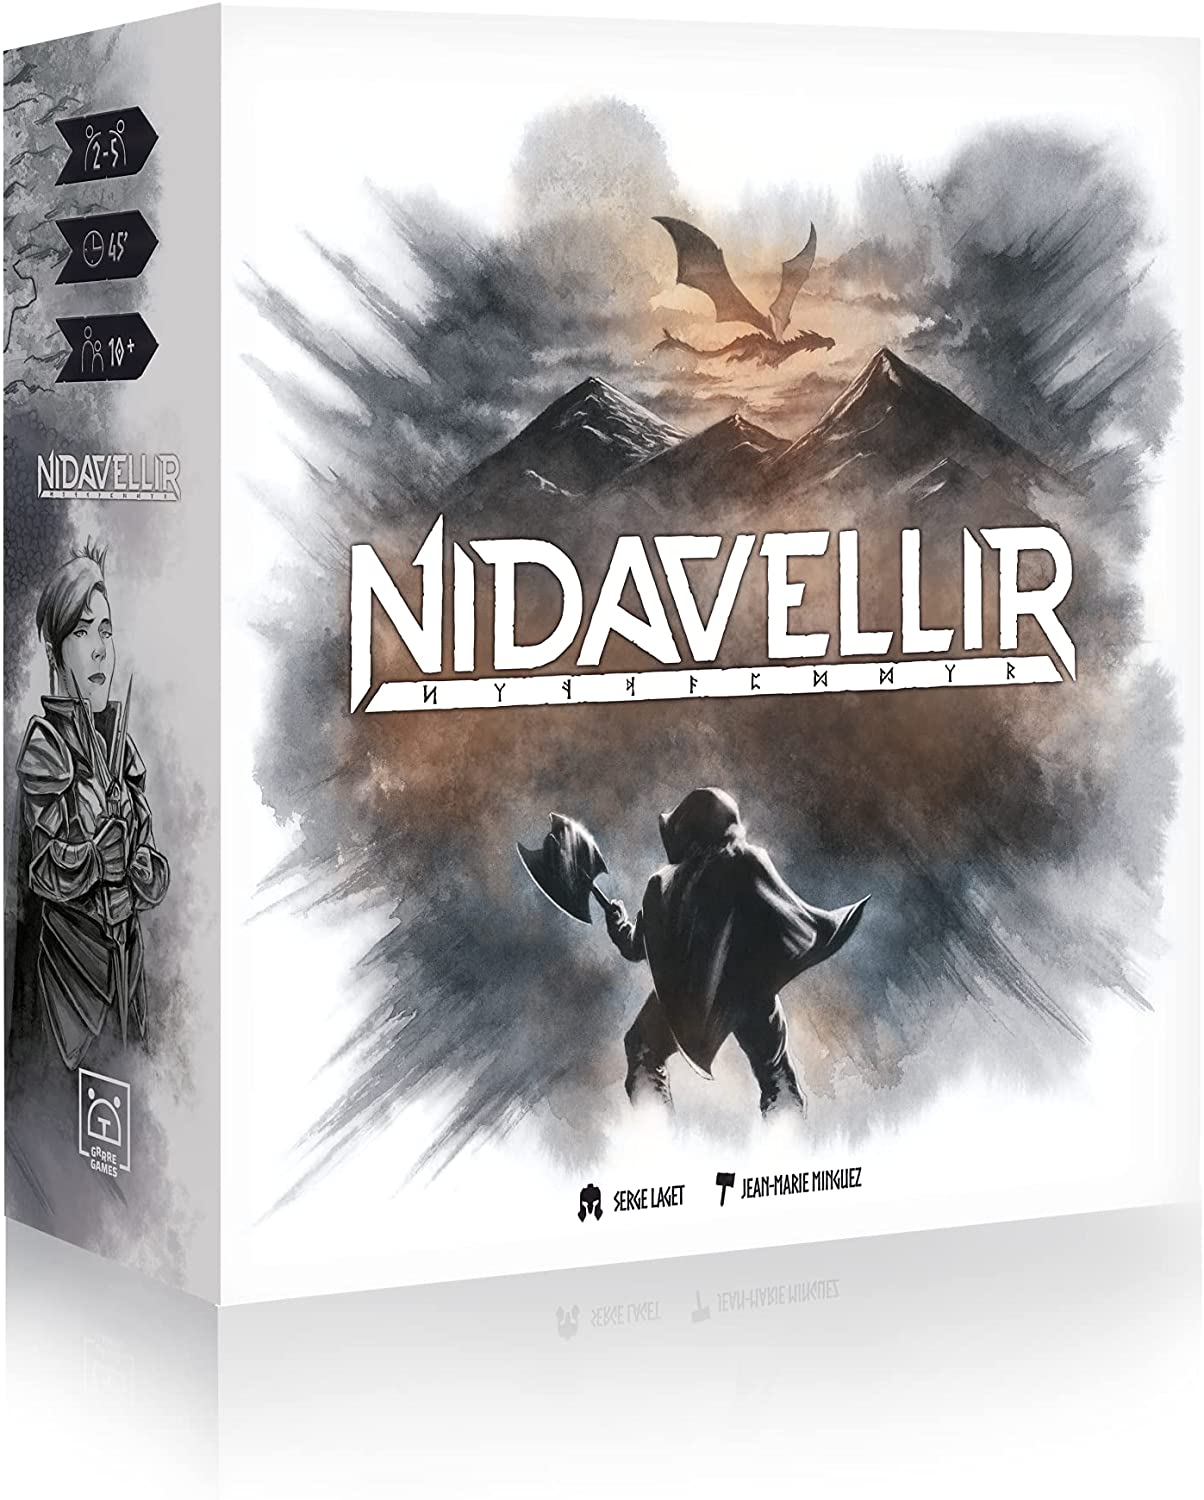 2-5
45'
10+
NIDAVELLIR
GRRRE
GAMES
NIDAVELLIR
SERGE LAGET
JEAN-MARIE MINGUEZ